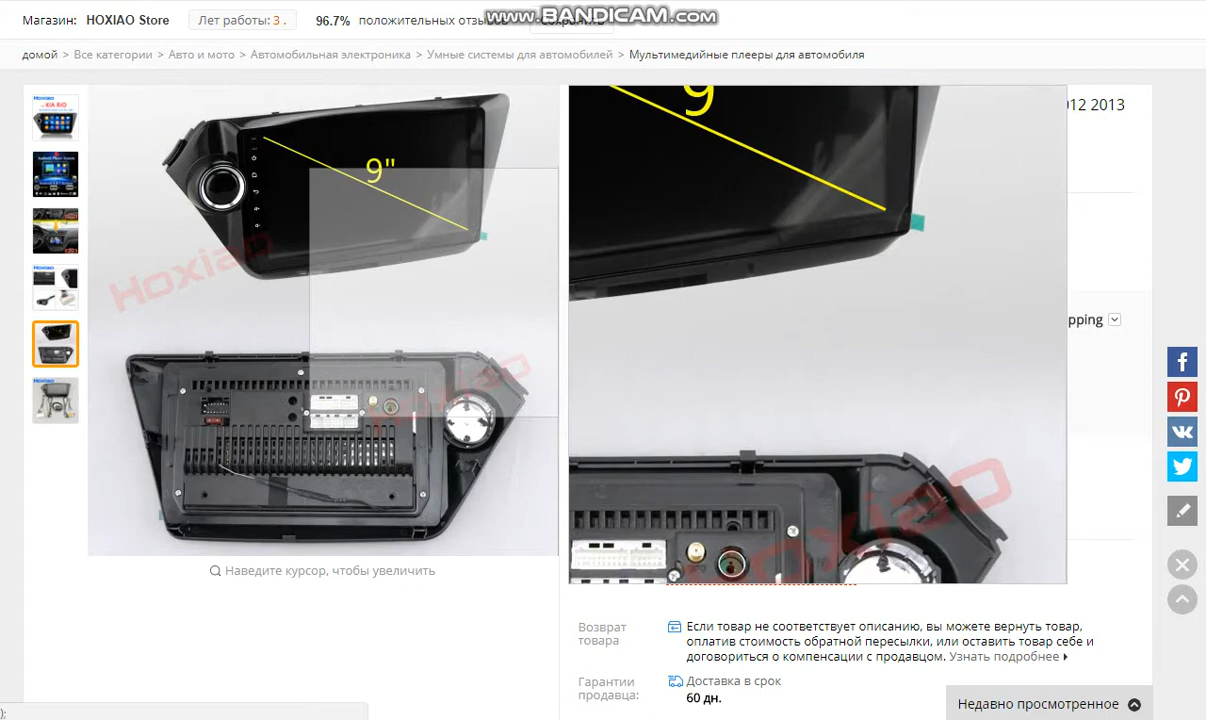 Магазин: HOXIAO Store Лет работы: 3 . 96.7% положительных отзывов
www.BANDICAM.com
домой > Все категории > Авто и мото > Автомобильная электроника > Умные системы для автомобилей > Мультимедийные плееры для автомобиля
Hoxiao
KIA RIO
9"
9
012 2013
Hoxiao
pping
Hoxiao
Наведите курсор, чтобы увеличить
Возврат товара
Если товар не соответствует описанию, вы можете вернуть товар,
оплатив стоимость обратной пересылки, или оставить товар себе и
договориться о компенсации с продавцом. Узнать подробнее
Гарантии продавца:
Доставка в срок
60 дн.
Недавно просмотренное
);